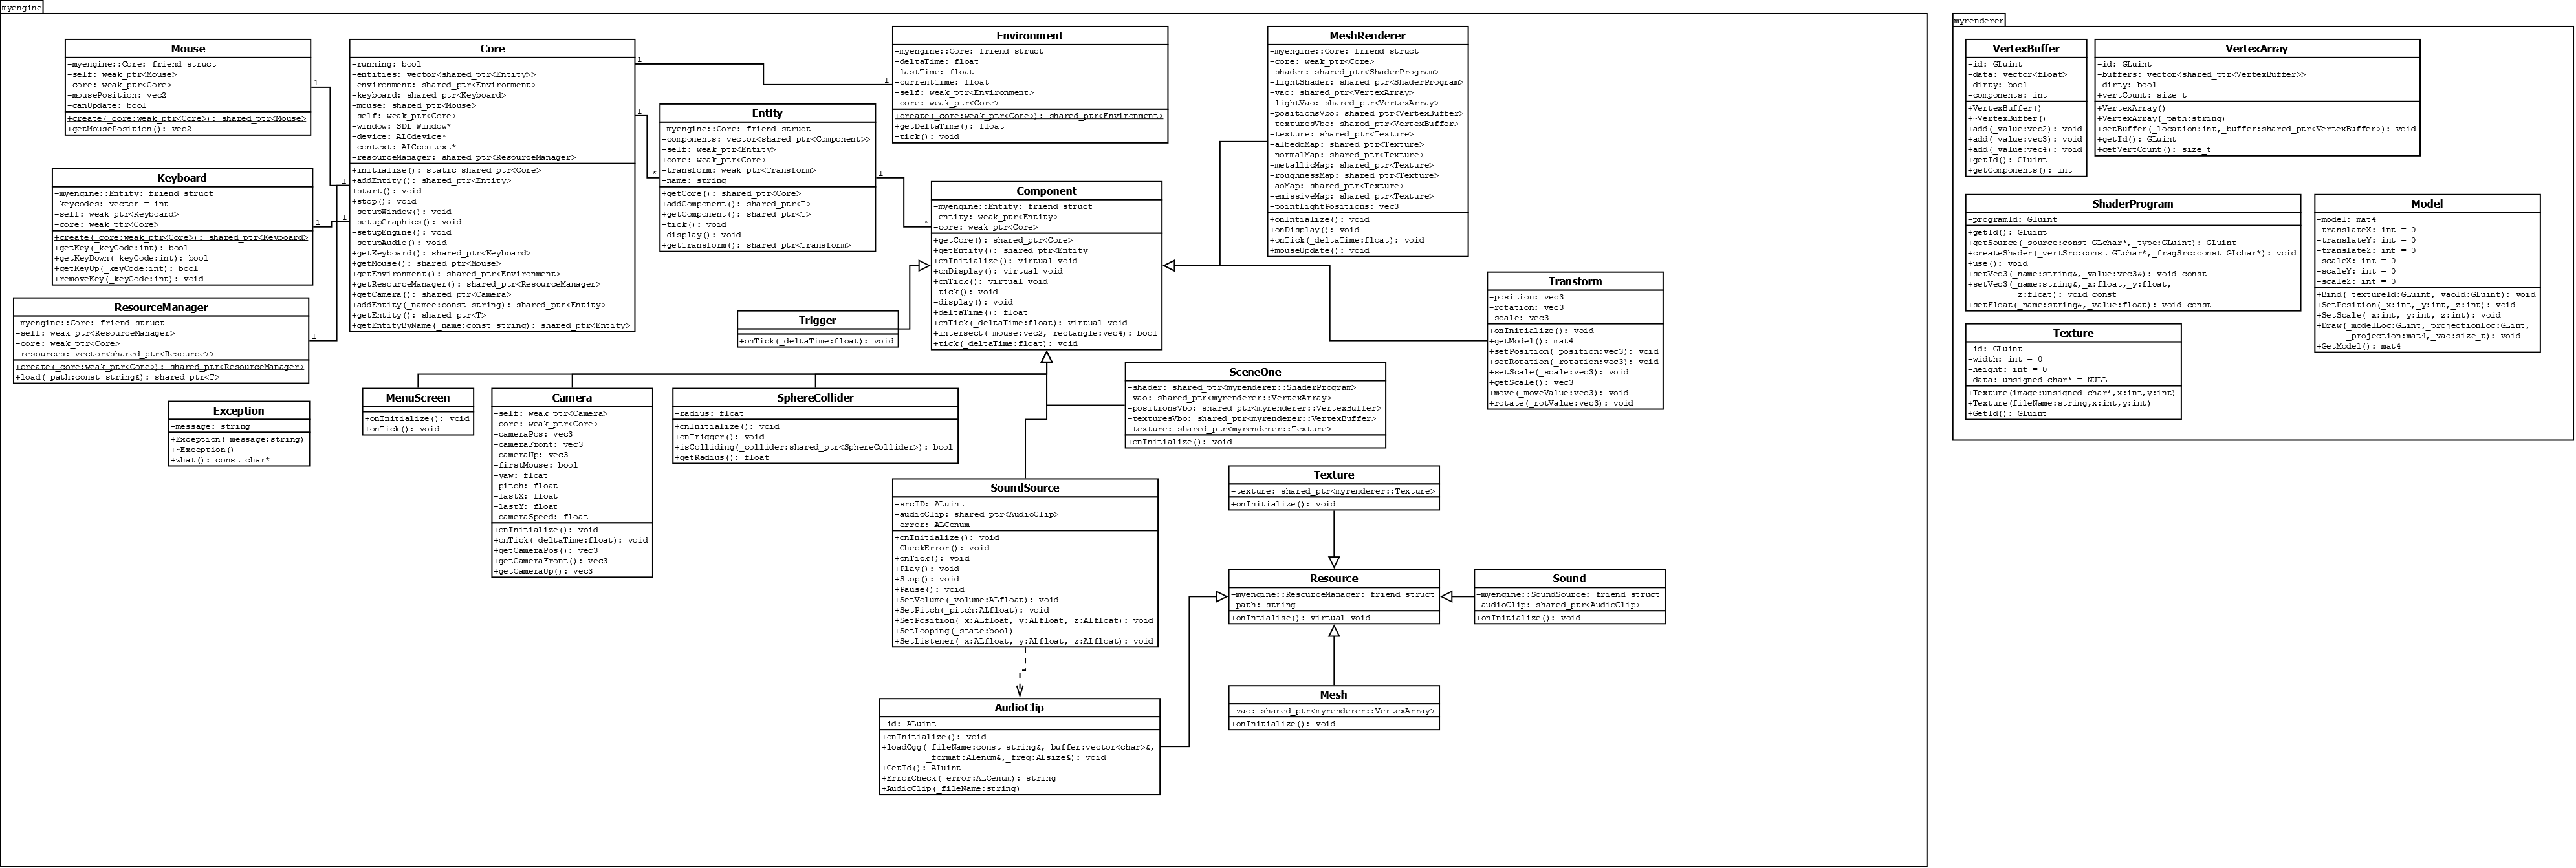 myengine
Mouse
-myengine::Core: friend struct
-self: weak_ptr<Mouse>
-core: weak_ptr<Core>
-mousePosition: vec2
-canUpdate: bool
+create(_core:weak_ptr<Core>): shared_ptr<Mouse>
+getMousePosition(): vec2
1
Keyboard
-myengine::Entity: friend struct
-keycodes: vector = int
-self: weak_ptr<Keyboard>
-core: weak_ptr<Core>
+create(_core:weak_ptr<Core>): shared_ptr<Keyboard>
+getKey(_keyCode:int): bool
+getKeyDown(_keyCode:int): bool
+getKeyUp(_keyCode:int): bool
+removeKey(_keyCode:int): void
1
ResourceManager
-myengine::Core: friend struct
-self: weak_ptr<ResourceManager>
-core: weak_ptr<Core>
-resources: vector<shared_ptr<Resource>>
+create(_core:weak_ptr<Core>): shared_ptr<ResourceManager>
+load(_path:const string&): shared_ptr<T>
1
Exception
-message: string
+Exception(_message:string)
+~Exception()
+what(): const char*
1
1
Core
-running: bool
-entities: vector<shared_ptr<Entity>>
-environment: shared_ptr<Environment>
-keyboard: shared_ptr<Keyboard>
-mouse: shared_ptr<Mouse>
-self: weak_ptr<Core>
-window: SDL_Window*
-device: ALCdevice*
-context: ALCcontext*
-resourceManager: shared_ptr<ResourceManager>
+initialize(): static shared_ptr<Core>
+addEntity(): shared_ptr<Entity>
+start(): void
+stop(): void
-setupWindow(): void
-setupGraphics(): void
-setupEngine(): void
-setupAudio(): void
+getKeyboard(): shared_ptr<Keyboard>
+getMouse(): shared_ptr<Mouse>
+getEnvironment(): shared_ptr<Environment>
+getResourceManager(): shared_ptr<ResourceManager>
+getCamera(): shared_ptr<Camera>
+addEntity(_namee:const string): shared_ptr<Entity>
+getEntity(): shared_ptr<T>
+getEntityByName(_name:const string): shared_ptr<Entity>
1
1
Environment
-myengine::Core: friend struct
-deltaTime: float
-lastTime: float
-currentTime: float
-self: weak_ptr<Environment>
-core: weak_ptr<Core>
+create(_core:weak_ptr<Core>): shared_ptr<Environment>
+getDeltaTime(): float
-tick(): void
1
Entity
-myengine::Core: friend struct
-components: vector<shared_ptr<Component>>
-self: weak_ptr<Entity>
+core: weak_ptr<Core>
-transform: weak_ptr<Transform>
-name: string
+getCore(): shared_ptr<Core>
+addComponent(): shared_ptr<T>
+getComponent(): shared_ptr<T>
-tick(): void
-display(): void
+getTransform(): shared_ptr<Transform>
*
1
Component
-myengine::Entity: friend struct
-entity: weak_ptr<Entity>
-core: weak_ptr<Core>
+getCore(): shared_ptr<Core>
+getEntity(): shared_ptr<Entity
+onInitialize(): virtual void
+onDisplay(): virtual void
+onTick(): virtual void
-tick(): void
-display(): void
+deltaTime(): float
+onTick(_deltaTime:float): virtual void
+intersect(_mouse:vec2,_rectangle:vec4): bool
+tick(_deltaTime:float): void
*
MeshRenderer
-myengine::Core: friend struct
-core: weak_ptr<Core>
-shader: shared_ptr<ShaderProgram>
-lightShader: shared_ptr<ShaderProgram>
-vao: shared_ptr<VertexArray>
-lightVao: shared_ptr<VertexArray>
-positionsVbo: shared_ptr<VertexBuffer>
-texturesVbo: shared_ptr<VertexBuffer>
-texture: shared_ptr<Texture>
-albedoMap: shared_ptr<Texture>
-normalMap: shared_ptr<Texture>
-metallicMap: shared_ptr<Texture>
-roughnessMap: shared_ptr<Texture>
-aoMap: shared_ptr<Texture>
-emissiveMap: shared_ptr<Texture>
-pointLightPositions: vec3
+onIntialize(): void
+onDisplay(): void
+onTick(_deltaTime:float): void
+mouseUpdate(): void
Transform
-position: vec3
-rotation: vec3
-scale: vec3
+onInitialize(): void
+getModel(): mat4
+setPosition(_position:vec3): void
+setRotation(_rotation:vec3): void
+setScale(_scale:vec3): void
+getScale(): vec3
+move(_moveValue:vec3): void
+rotate(_rotValue:vec3): void
Trigger
+onTick(_deltaTime:float): void
MenuScreen
+onInitialize(): void
+onTick(): void
Camera
-self: weak_ptr<Camera>
-core: weak_ptr<Core>
-cameraPos: vec3
-cameraFront: vec3
-cameraUp: vec3
-firstMouse: bool
-yaw: float
-pitch: float
-lastX: float
-lastY: float
-cameraSpeed: float
+onInitialize(): void
+onTick(_deltaTime:float): void
+getCameraPos(): vec3
+getCameraFront(): vec3
+getCameraUp(): vec3
SphereCollider
-radius: float
+onInitialize(): void
+onTrigger(): void
+isColliding(_collider:shared_ptr<SphereCollider>): bool
+getRadius(): float
SceneOne
-shader: shared_ptr<myrenderer::ShaderProgram>
-vao: shared_ptr<myrenderer::VertexArray>
-positionsVbo: shared_ptr<myrenderer::VertexBuffer>
-texturesVbo: shared_ptr<myrenderer::VertexBuffer>
-texture: shared_ptr<myrenderer::Texture>
+onInitialize(): void
SoundSource
-srcID: ALuint
-audioClip: shared_ptr<AudioClip>
-error: ALCenum
+onInitialize(): void
-CheckError(): void
+onTick(): void
+Play(): void
+Stop(): void
+Pause(): void
+SetVolume(_volume:ALfloat): void
+SetPitch(_pitch:ALfloat): void
+SetPosition(_x:ALfloat,_y:ALfloat,_z:ALfloat): void
+SetLooping(_state:bool)
+SetListener(_x:ALfloat,_y:ALfloat,_z:ALfloat): void
AudioClip
-id: ALuint
+onInitialize(): void
+loadOgg(_fileName:const string&,_buffer:vector<char>&,
_format:ALenum&,_freq:ALsize&): void
+GetId(): ALuint
+ErrorCheck(_error:ALCenum): string
+AudioClip(_fileName:string)
Texture
-texture: shared_ptr<myrenderer::Texture>
+onInitialize(): void
Resource
-myengine::ResourceManager: friend struct
-path: string
+onIntialise(): virtual void
Sound
-myengine::SoundSource: friend struct
-audioClip: shared_ptr<AudioClip>
+onInitialize(): void
Mesh
-vao: shared_ptr<myrenderer::VertexArray>
+onInitialize(): void
myrenderer
VertexBuffer
-id: GLuint
-data: vector<float>
-dirty: bool
-components: int
+VertexBuffer()
+~VertexBuffer()
+add(_value:vec2): void
+add(_value:vec3): void
+add(_value:vec4): void
+getId(): GLuint
+getComponents(): int
VertexArray
-id: GLuint
-buffers: vector<shared_ptr<VertexBuffer>>
-dirty: bool
+vertCount: size_t
+VertexArray()
+VertexArray(_path:string)
+setBuffer(_location:int,_buffer:shared_ptr<VertexBuffer>): void
+getId(): GLuint
+getVertCount(): size_t
ShaderProgram
-programId: Gluint
+getId(): GLuint
+getSource(_source:const GLchar*,_type:GLuint): GLuint
+createShader(_vertSrc:const GLchar*,_fragSrc:const GLchar*): void
+use(): void
+setVec3(_name:string&,_value:vec3&): void const
+setVec3(_name:string&,_x:float,_y:float,
_z:float): void const
+setFloat(_name:string&,_value:float): void const
Model
-model: mat4
-translateX: int = 0
-translateY: int = 0
-translateZ: int = 0
-scaleX: int = 0
-scaleY: int = 0
-scaleZ: int = 0
+Bind(_textureId:GLuint,_vaoId:GLuint): void
+SetPosition(_x:int,_y:int,_z:int): void
+SetScale(_x:int,_y:int,_z:int): void
+Draw(_modelLoc:GLint,_projectionLoc:GLint,
_projection:mat4,_vao:size_t): void
+GetModel(): mat4
Texture
-id: GLuint
-width: int = 0
-height: int = 0
-data: unsigned char* = NULL
+Texture(image:unsigned char*,x:int,y:int)
+Texture(fileName:string,x:int,y:int)
+GetId(): GLuint